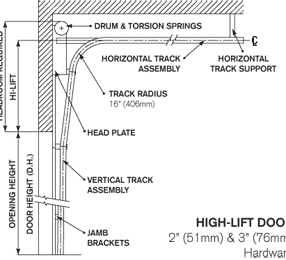 DRUM & TORSION SPRINGS
HEADROOM REQUIRED
HI-LIFT
HORIZONTAL TRACK
ASSEMBLY
HORIZONTAL
TRACK SUPPORT
TRACK RADIUS
16" (406mm)
HEAD PLATE
OPENING HEIGHT
DOOR HEIGHT (D.H.)
VERTICAL TRACK
ASSEMBLY
JAMB
BRACKETS
HIGH-LIFT DOO
2" (51mm) & 3" (76mm
Hardwar